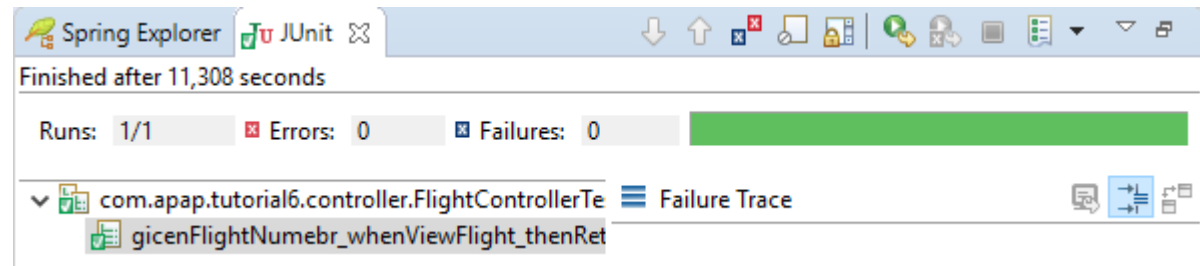 Spring Explorer JUnit
Finished after 11,308 seconds
Runs: 1/1 Errors: 0 Failures: 0
com.apap.tutorial6.controller.FlightControllerTe Failure Trace
gicenFlightNumebr_whenViewFlight_thenRet